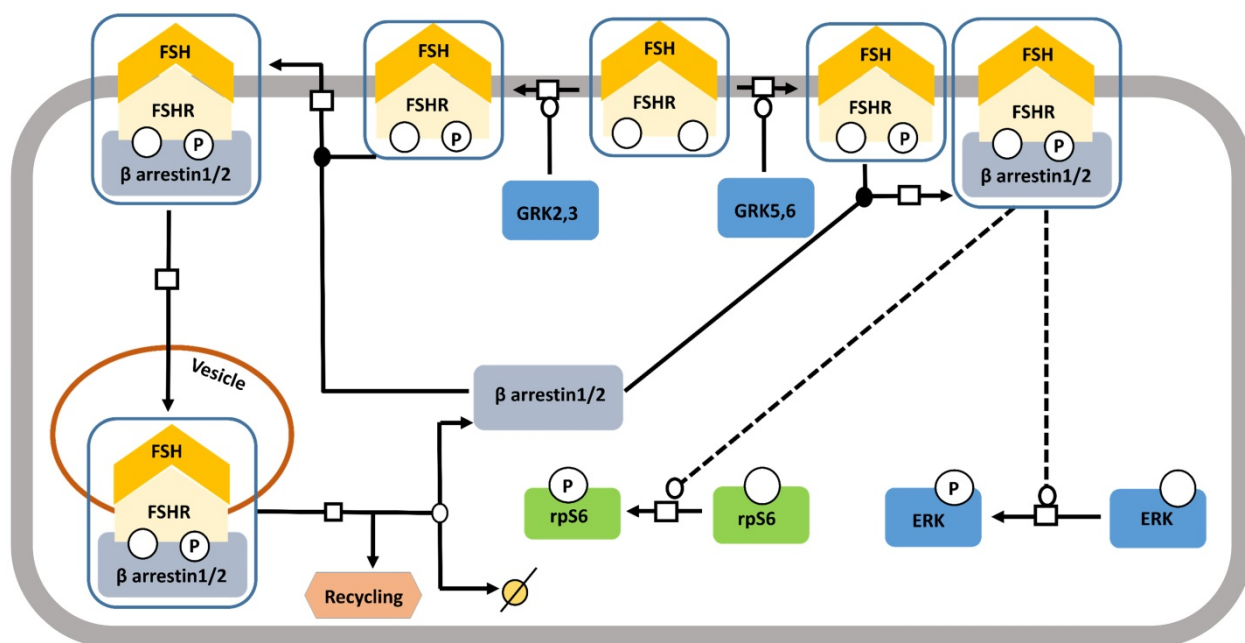 FSH
FSHR
P
β arrestin1/2
FSH
FSHR
P
FSH
FSHR
FSH
FSHR
P
FSH
FSHR
P
β arrestin1/2
GRK2,3
GRK5,6
Vesicle
FSH
FSHR
P
β arrestin1/2
β arrestin1/2
P
rpS6
rpS6
P
ERK
ERK
Recycling